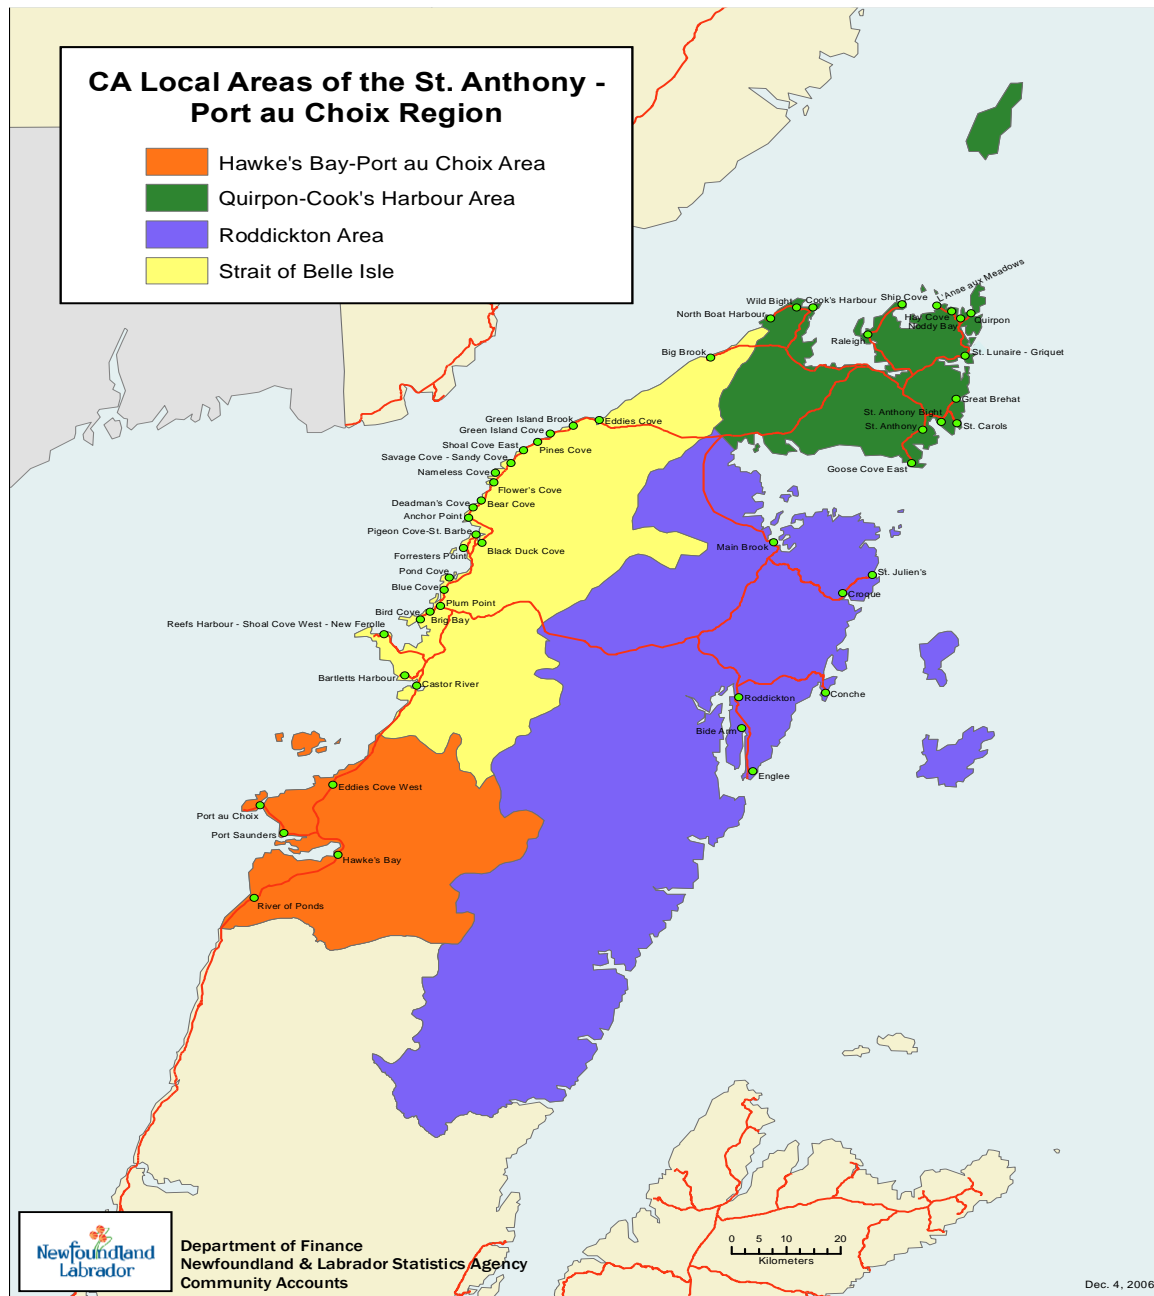 CA Local Areas of the St. Anthony -
Port au Choix Region
Hawke's Bay-Port au Choix Area
Quirpon-Cook's Harbour Area
Roddickton Area
Strait of Belle Isle
L'Anse aux Meadows
Ship Cove
Wild Bight
Cook's Harbour
North Boat Harbour
Hay Cove
Quirpon
Noddy Bay
Raleigh
Big Brook
St. Lunaire - Griquet
Great Brehat
St. Anthony Bight
St. Anthony
St. Carols
Goose Cove East
Green Island Brook
Eddies Cove
Green Island Cove
Shoal Cove East
Pines Cove
Savage Cove - Sandy Cove
Nameless Cove
Flower's Cove
Deadman's Cove
Bear Cove
Anchor Point
Pigeon Cove-St. Barbe
Black Duck Cove
Forresters Point
Pond Cove
Blue Cove
Plum Point
Bird Cove
Brig Bay
Reefs Harbour - Shoal Cove West - New Ferolle
Bartletts Harbour
Castor River
Main Brook
St. Julien's
Croque
Conche
Roddickton
Bide Arm
Englee
Eddies Cove West
Port au Choix
Port Saunders
Hawke's Bay
River of Ponds
Newfoundland
Labrador
Department of Finance
Newfoundland & Labrador Statistics Agency
Community Accounts
0 5 10 20
Kilometers
Dec. 4, 2006